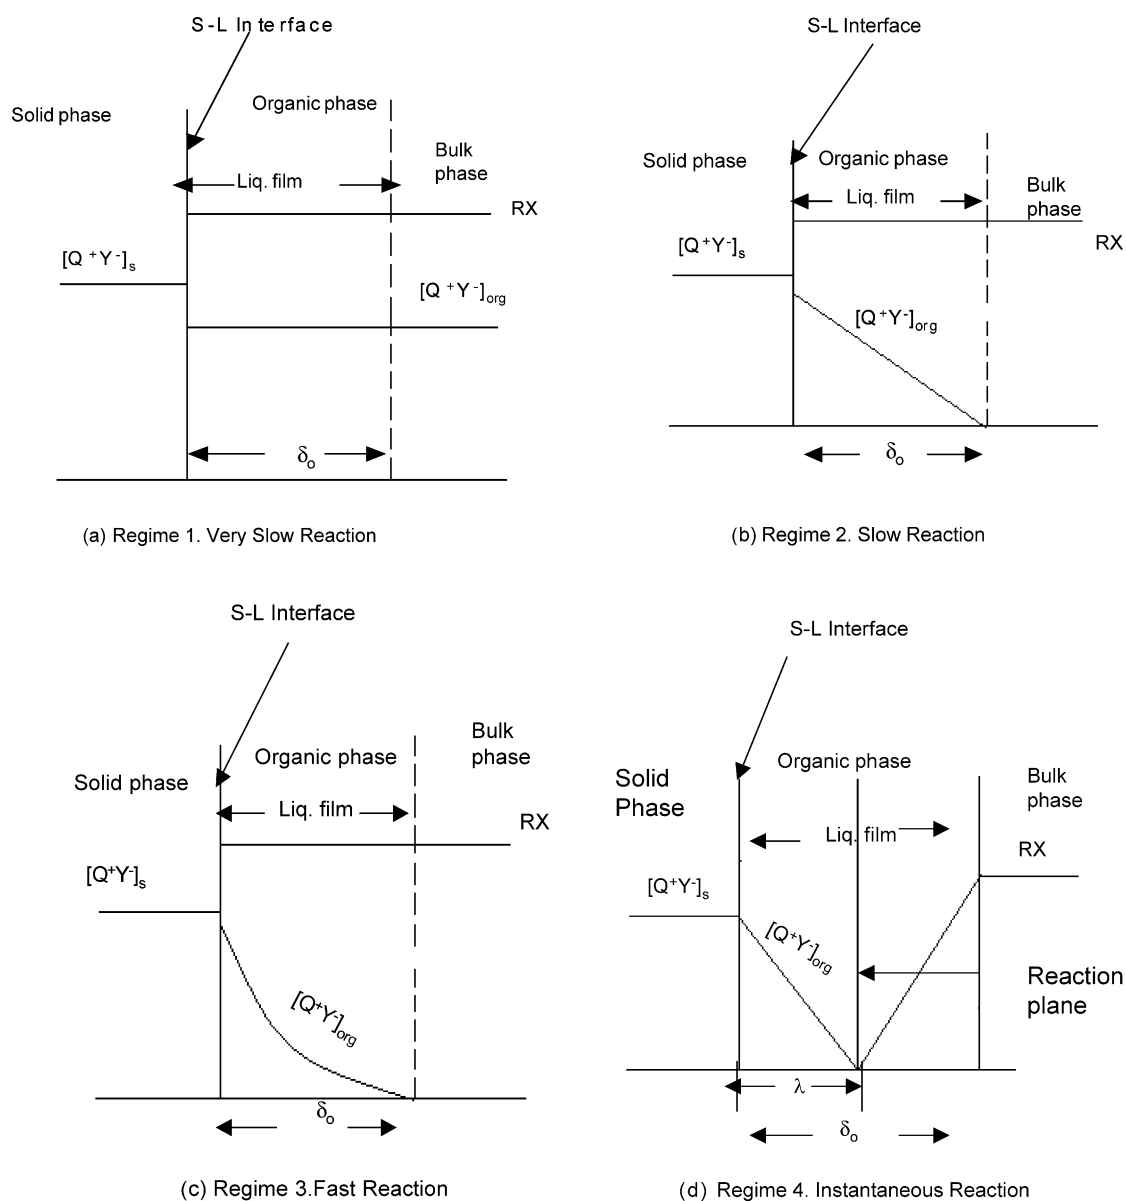 S-L Interface
Solid phase
Organic phase
Bulk
phase
Liq. film
RX
[Q+Y-]s
[Q+Y-]org
δo
(a) Regime 1. Very Slow Reaction
S-L Interface
Solid phase
Organic phase
Bulk
phase
Liq. film
RX
[Q+Y-]s
[Q+Y-]org
δo
(b) Regime 2. Slow Reaction
S-L Interface
Bulk
phase
Organic phase
Solid phase
Liq. film
RX
[Q+Y-]s
[Q+Y-]org
δo
(c) Regime 3.Fast Reaction
S-L Interface
Organic phase
Solid
Phase
Bulk
phase
Liq. film
RX
[Q+Y-]s
[Q+Y-]org
Reaction
plane
λ
δo
(d) Regime 4. Instantaneous Reaction